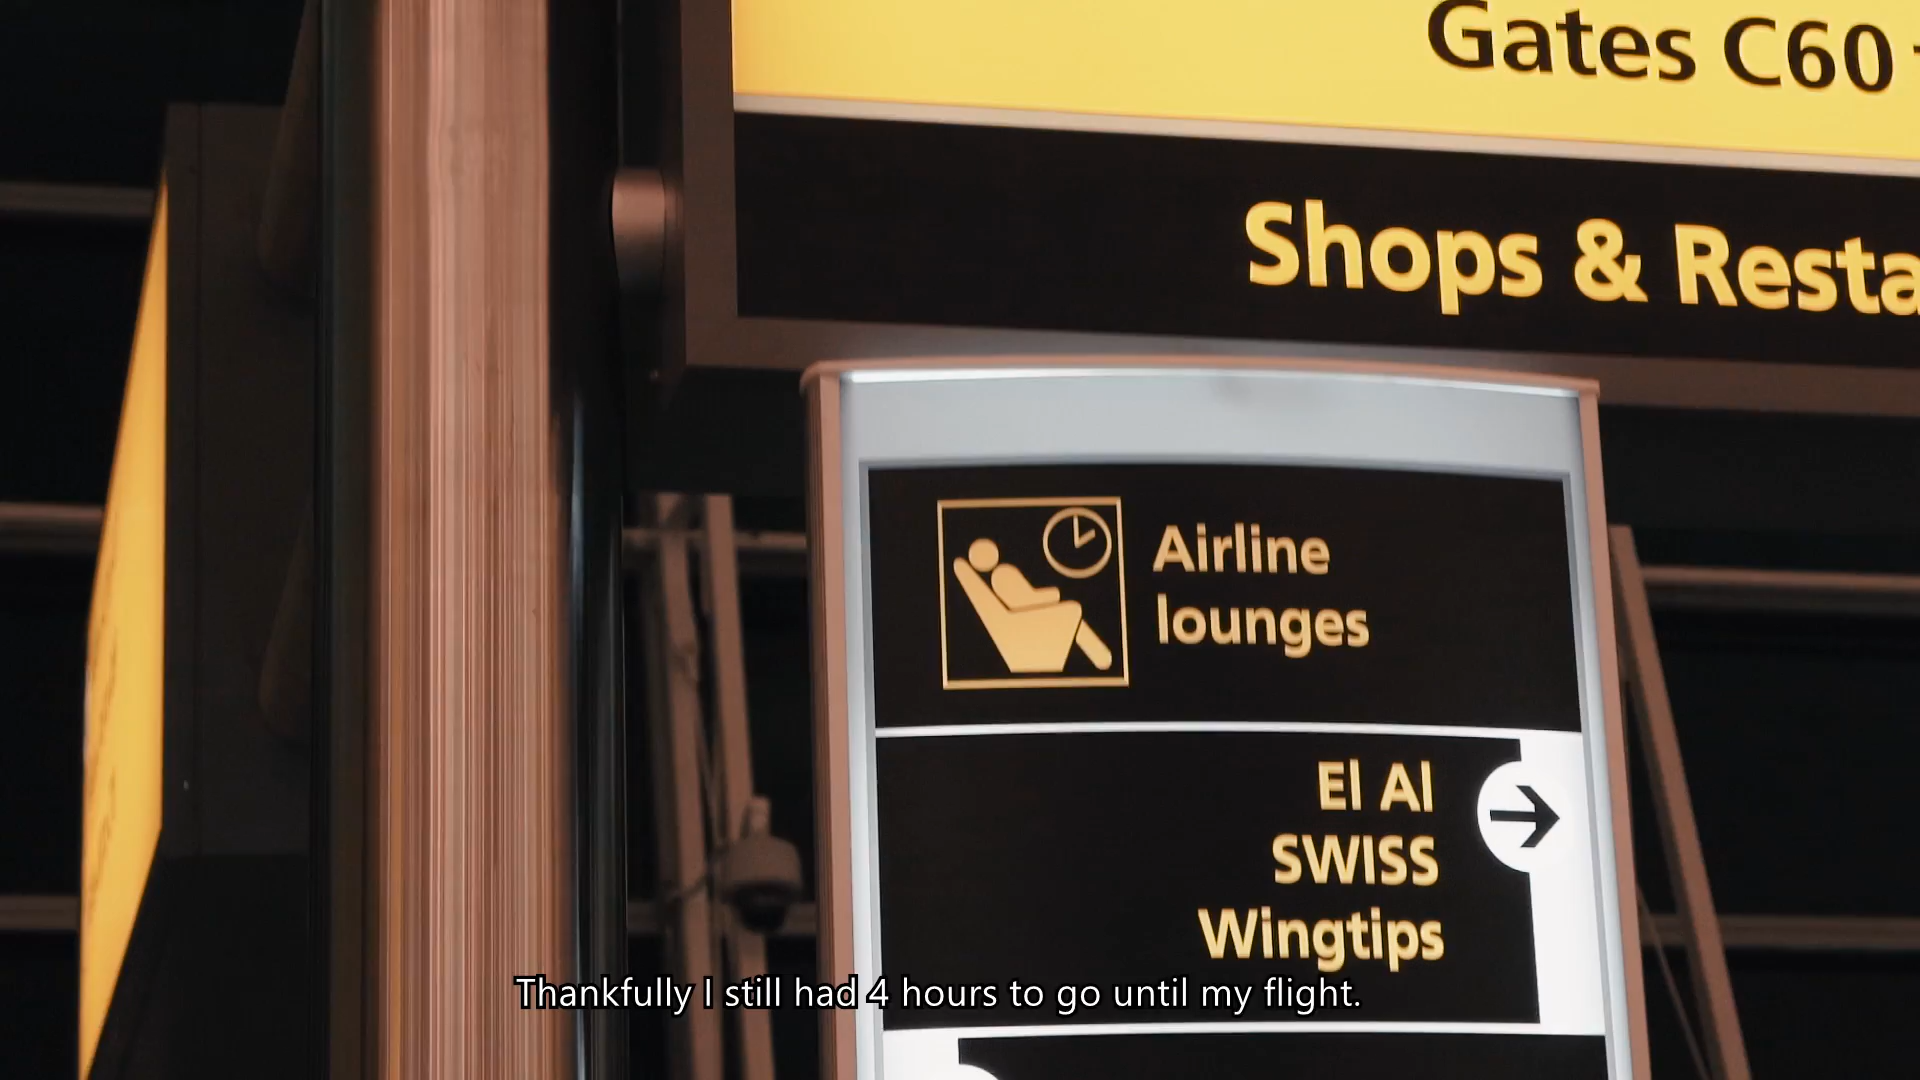 Gates C60
Shops & Resta
Airline
lounges
El Al
SWISS
Wingtips
Thankfully I still had 4 hours to go until my flight.